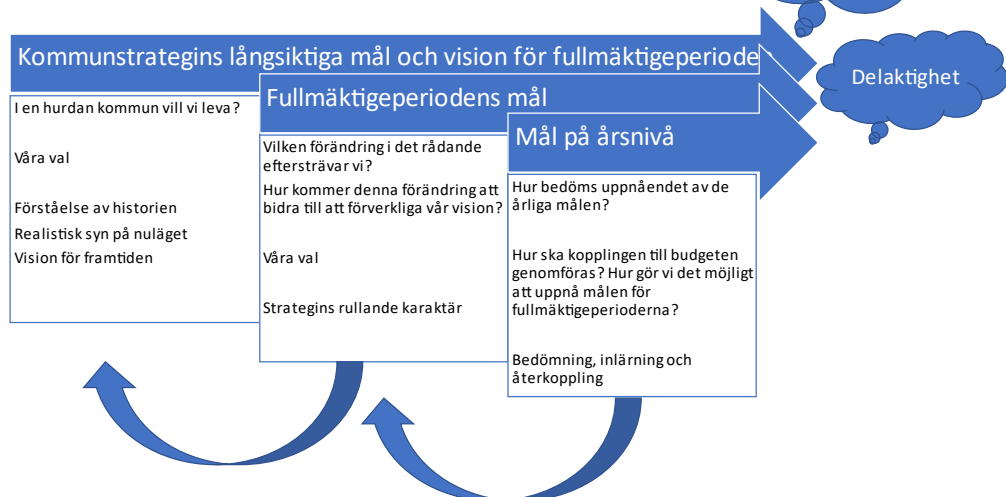 Kommunstrategins långsiktiga mål och vision för fullmäktigeperiode
Delaktighet
I en hurdan kommun vill vi leva?
Våra val
Förståelse av historien
Realistisk syn på nuläget
Vision för framtiden
Fullmäktigeperiodens mål
Vilken förändring i det rådande
eftersträvar vi?
Hur kommer denna förändring att
bidra till att förverkliga vår vision?
Våra val
Strategins rullande karaktär
Mål på årsnivå
Hur bedöms uppnåendet av de
årliga målen?
Hur ska kopplingen till budgeten
genomföras? Hur gör vi det möjligt
att uppnå målen för
fullmäktigeperioderna?
Bedömning, inlärning och
återkoppling